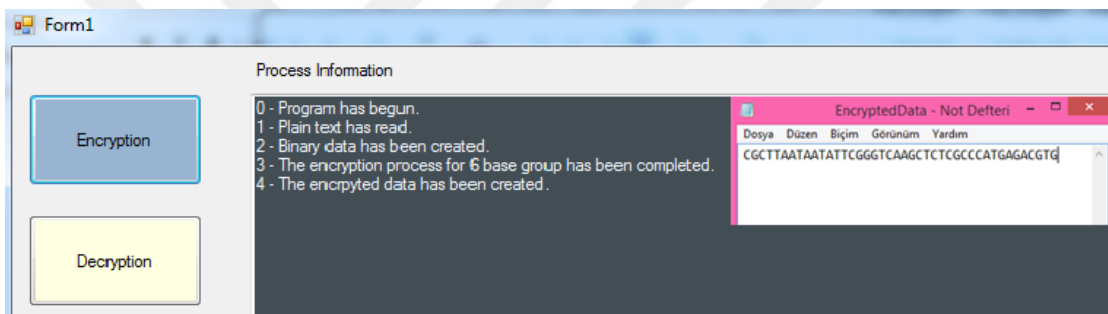 Form1
Process Information
Encryption
Decryption
0 - Program has begun.
1 - Plain text has read.
2 - Binary data has been created.
3 - The encryption process for 6 base group has been completed.
4 - The encrpyted data has been created.
EncryptedData - Not Defteri
Dosya Düzen Biçim Görünüm Yardım
CGCTTAATAATATTCGGGTCAAGCTCTCGCCCATGAGACGTG